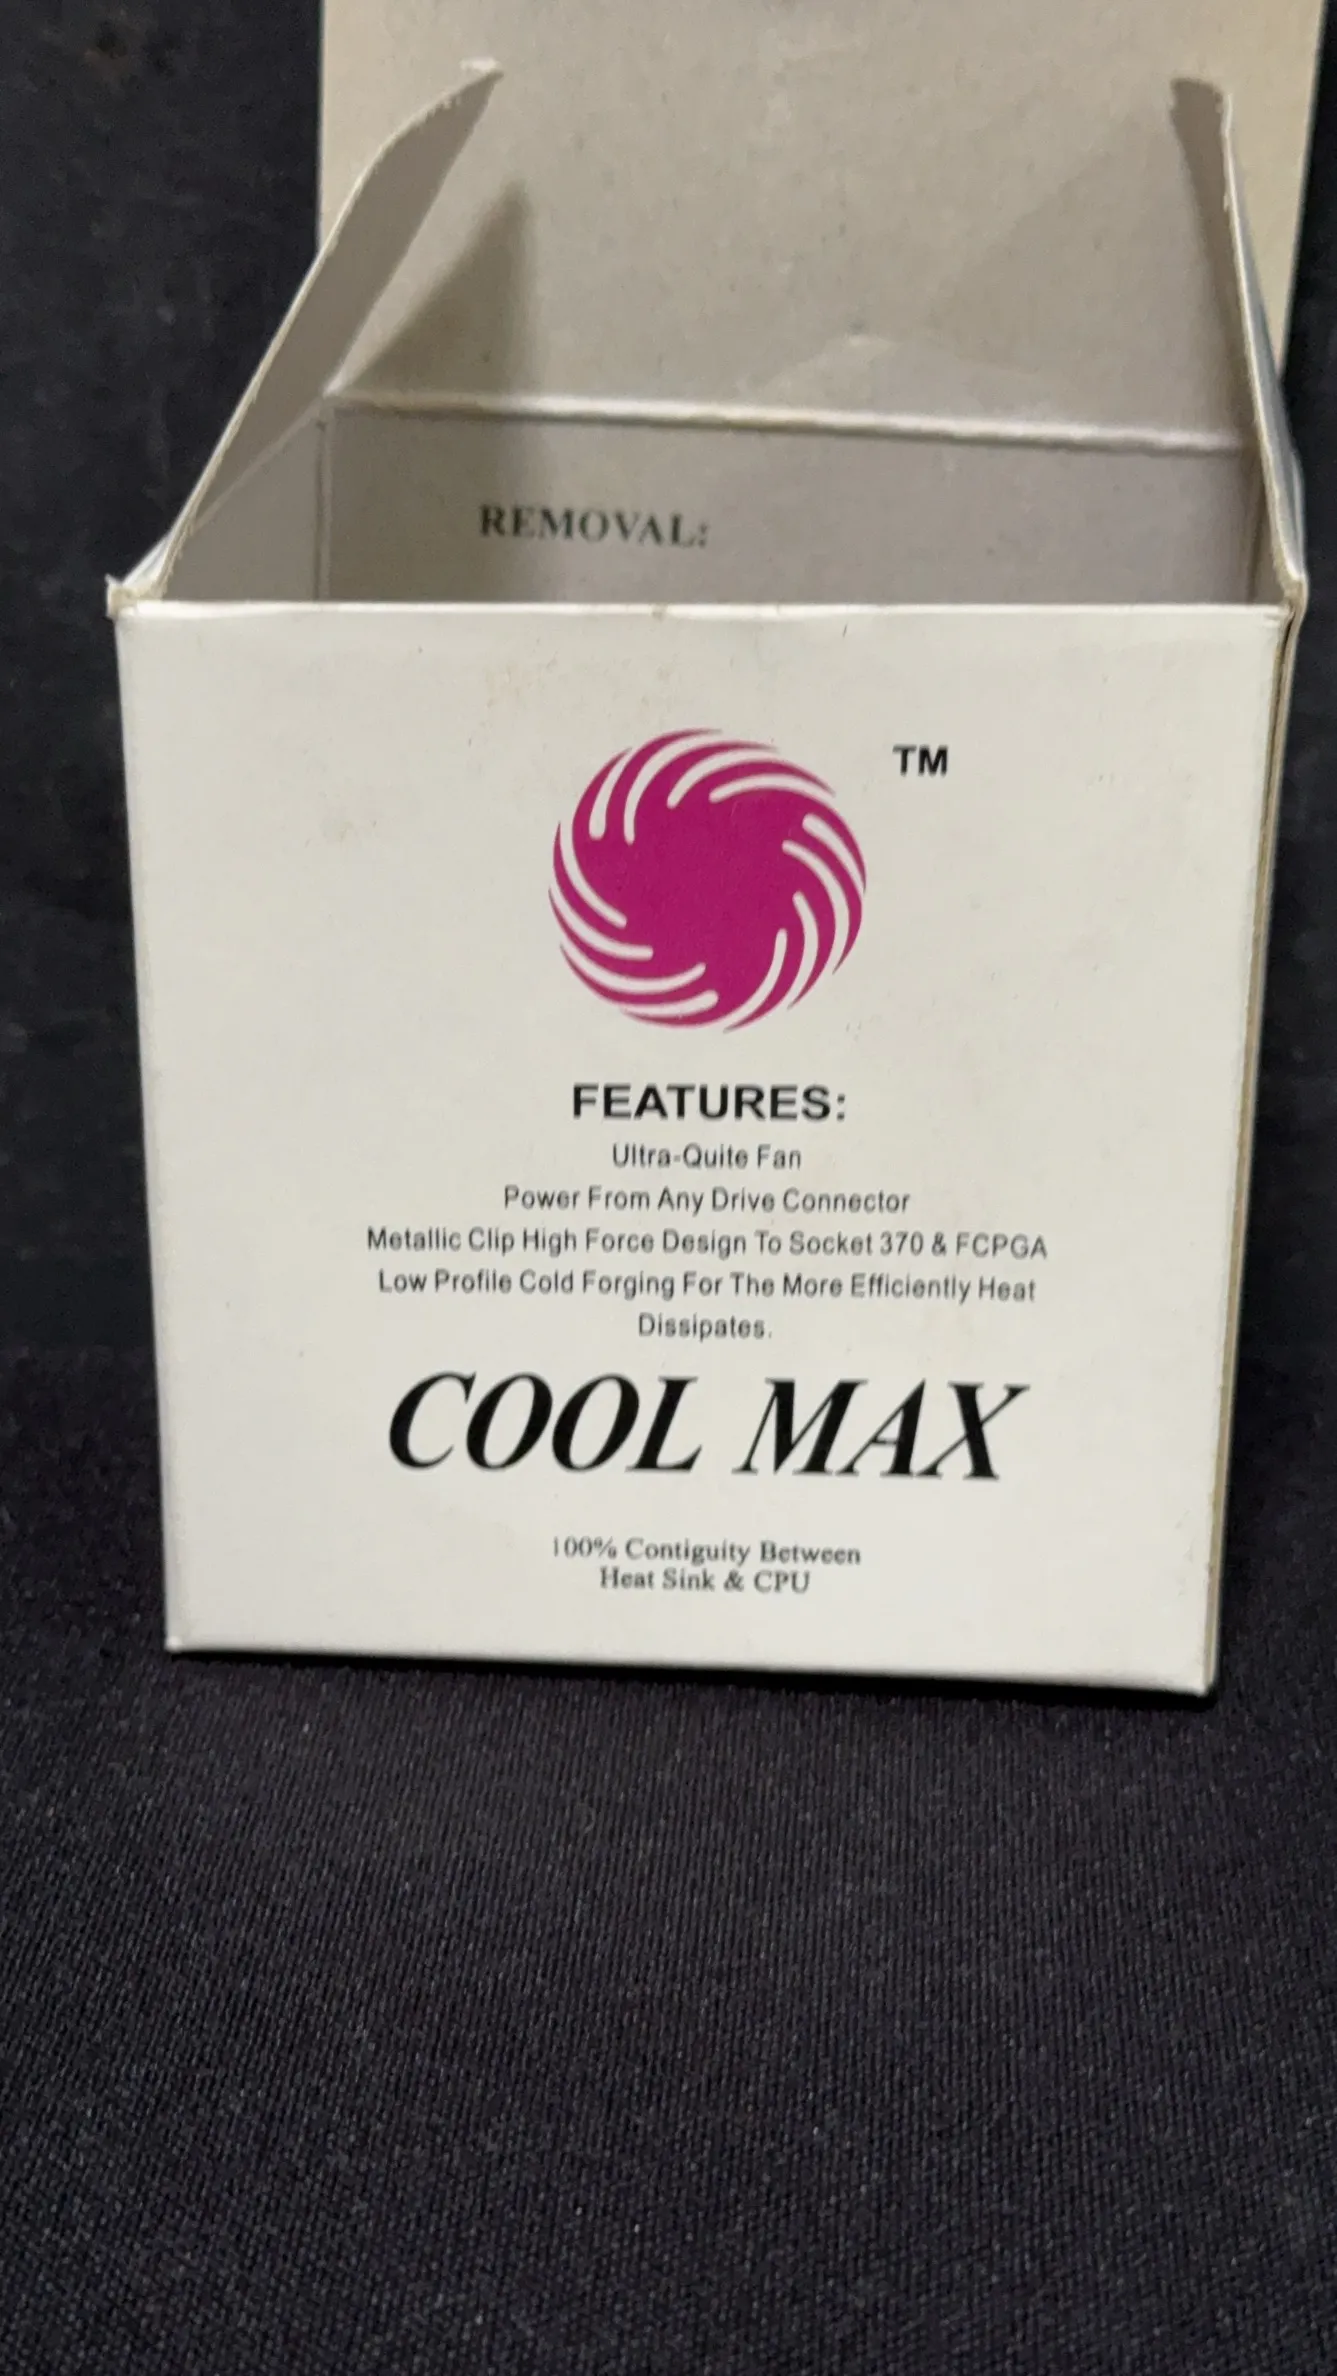 REMOVAL:
TM
FEATURES:
Ultra-Quite Fan
Power From Any Drive Connector
Metallic Clip High Force Design To Socket 370 & FCPGA
Low Profile Cold Forging For The More Efficiently Heat
Dissipates.
COOL MAX
100% Contiguity Between
Heat Sink & CPU